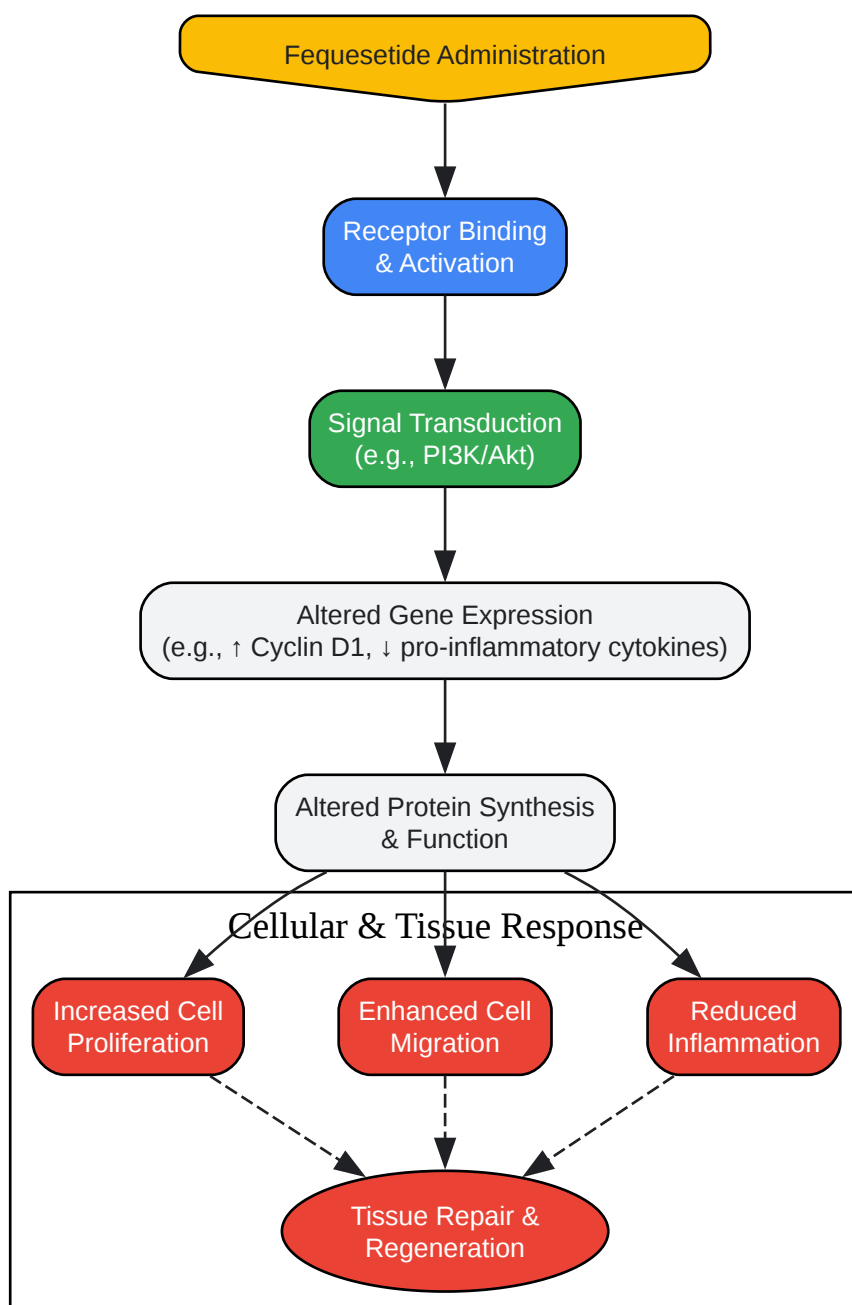 Fequesetide Administration
Receptor Binding
& Activation
Signal Transduction
(e.g., PI3K/Akt)
Altered Gene Expression
(e.g., ↑ Cyclin D1, ↓ pro-inflammatory cytokines)
Altered Protein Synthesis
& Function
Cellular & Tissue Response
Increased Cell
Proliferation
Enhanced Cell
Migration
Reduced
Inflammation
Tissue Repair &
Regeneration